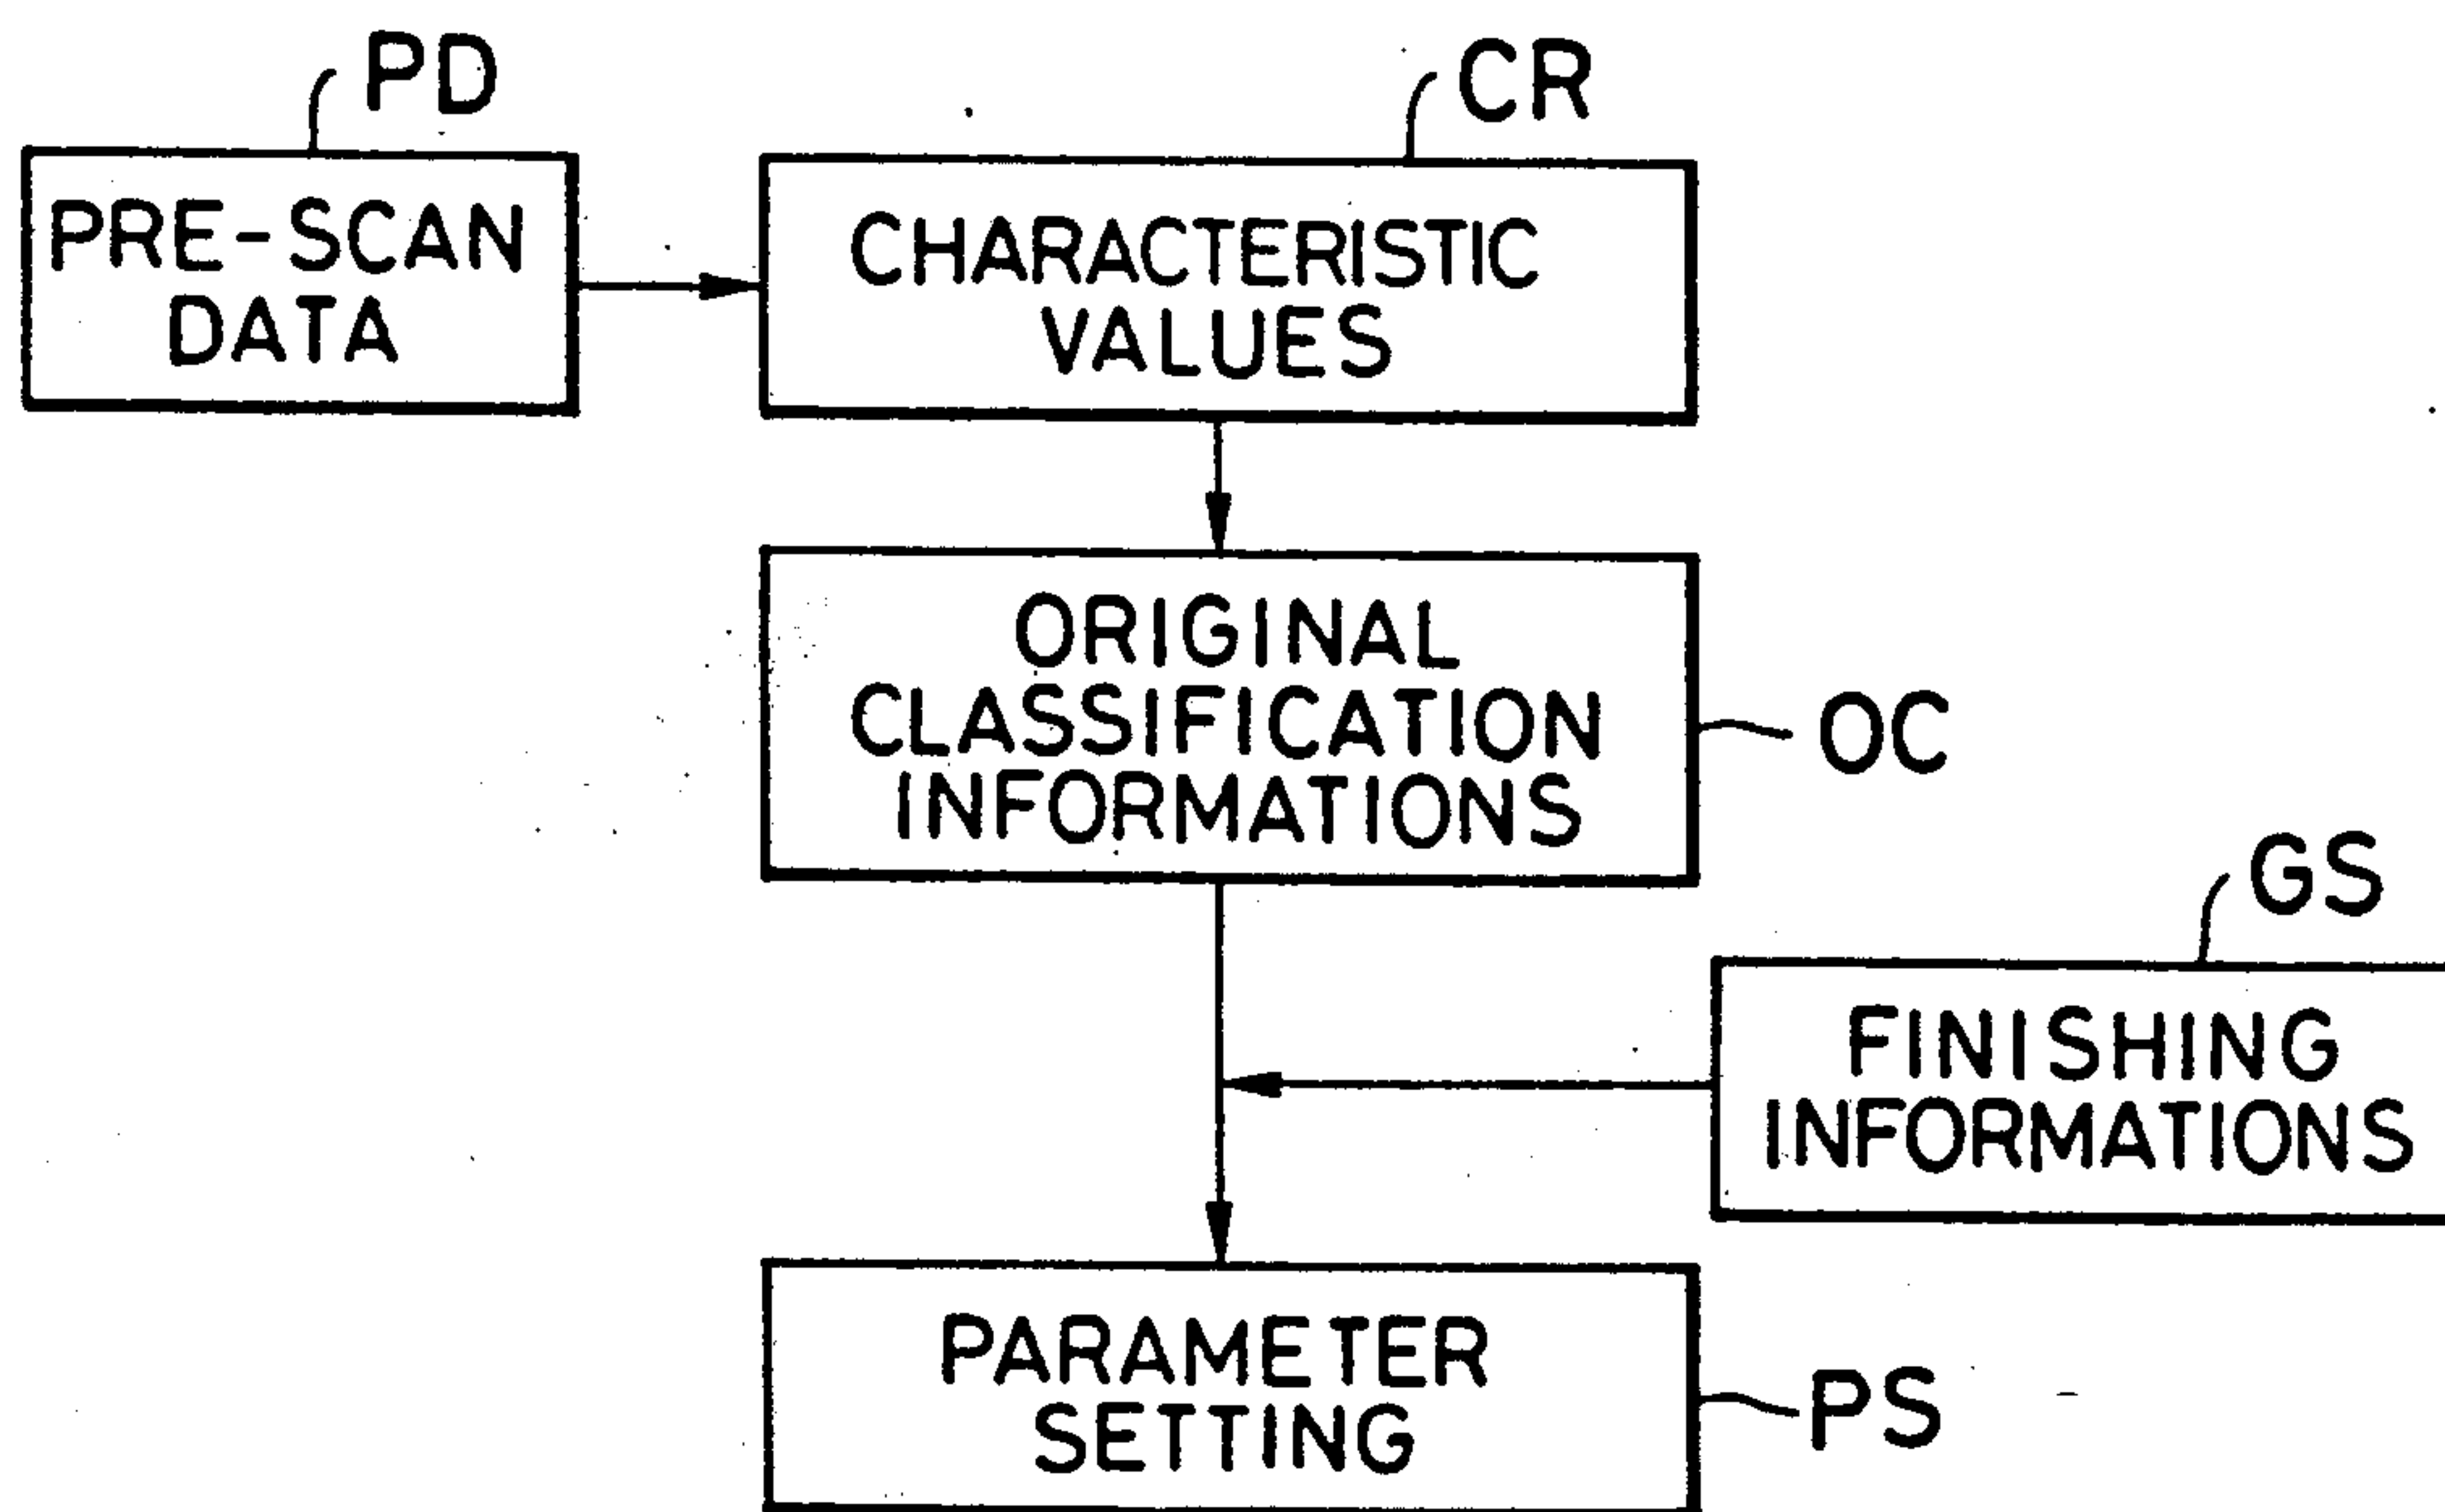 PD
CR
PRE-SCAN
DATA
CHARACTERISTIC
VALUES
ORIGINAL
CLASSIFICATION
INFORMATIONS
OC
GS
FINISHING
INFORMATIONS
PARAMETER
SETTING
PS